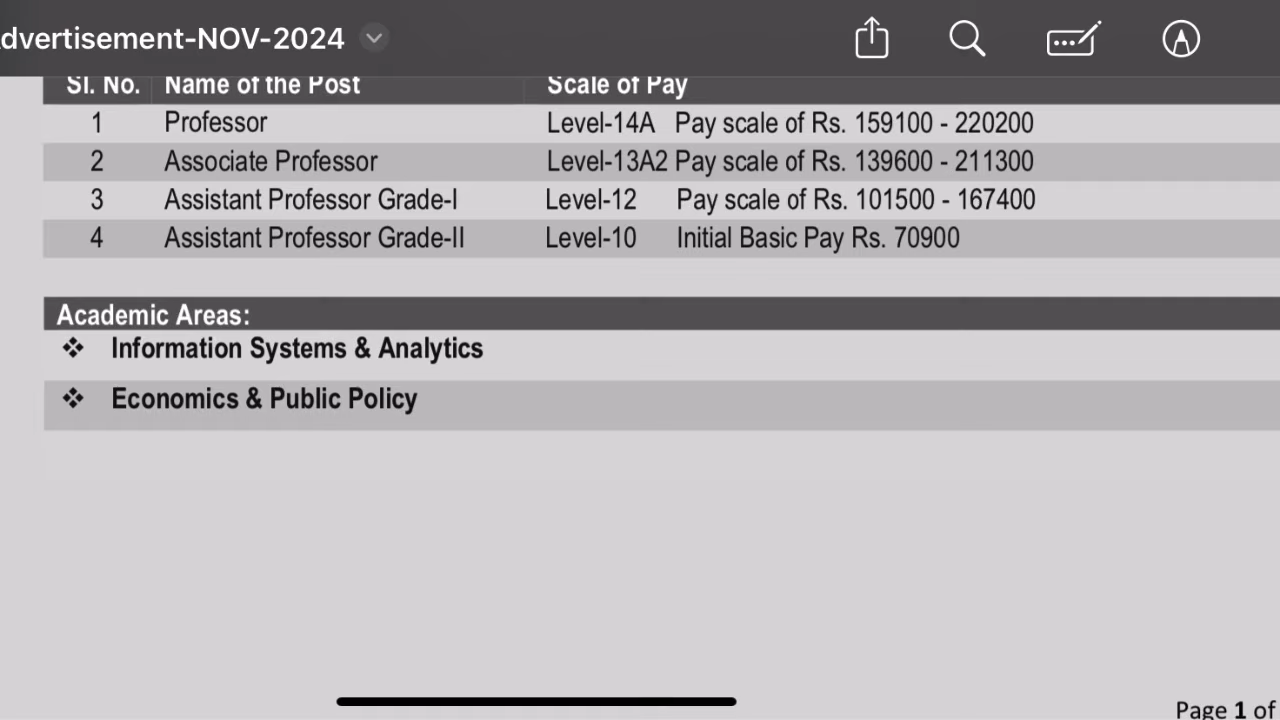 dvertisement-NOV-2024
Sl. No. Name of the Post Scale of Pay
1 Professor Level-14A Pay scale of Rs. 159100 - 220200
2 Associate Professor Level-13A2 Pay scale of Rs. 139600 - 211300
3 Assistant Professor Grade-I Level-12 Pay scale of Rs. 101500 - 167400
4 Assistant Professor Grade-II Level-10 Initial Basic Pay Rs. 70900
Academic Areas:
❖ Information Systems & Analytics
❖ Economics & Public Policy
Page 1 of